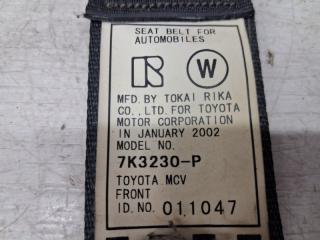 SEAT BELT FOR
AUTOMOBILES
R W
MFD. BY TOKAI RIKA
CO., LTD. FOR TOYOTA
MOTOR CORPORATION
IN JANUARY 2002
MODEL NO.
7K3230-P
TOYOTA MCV
FRONT
ID.NO. 011047